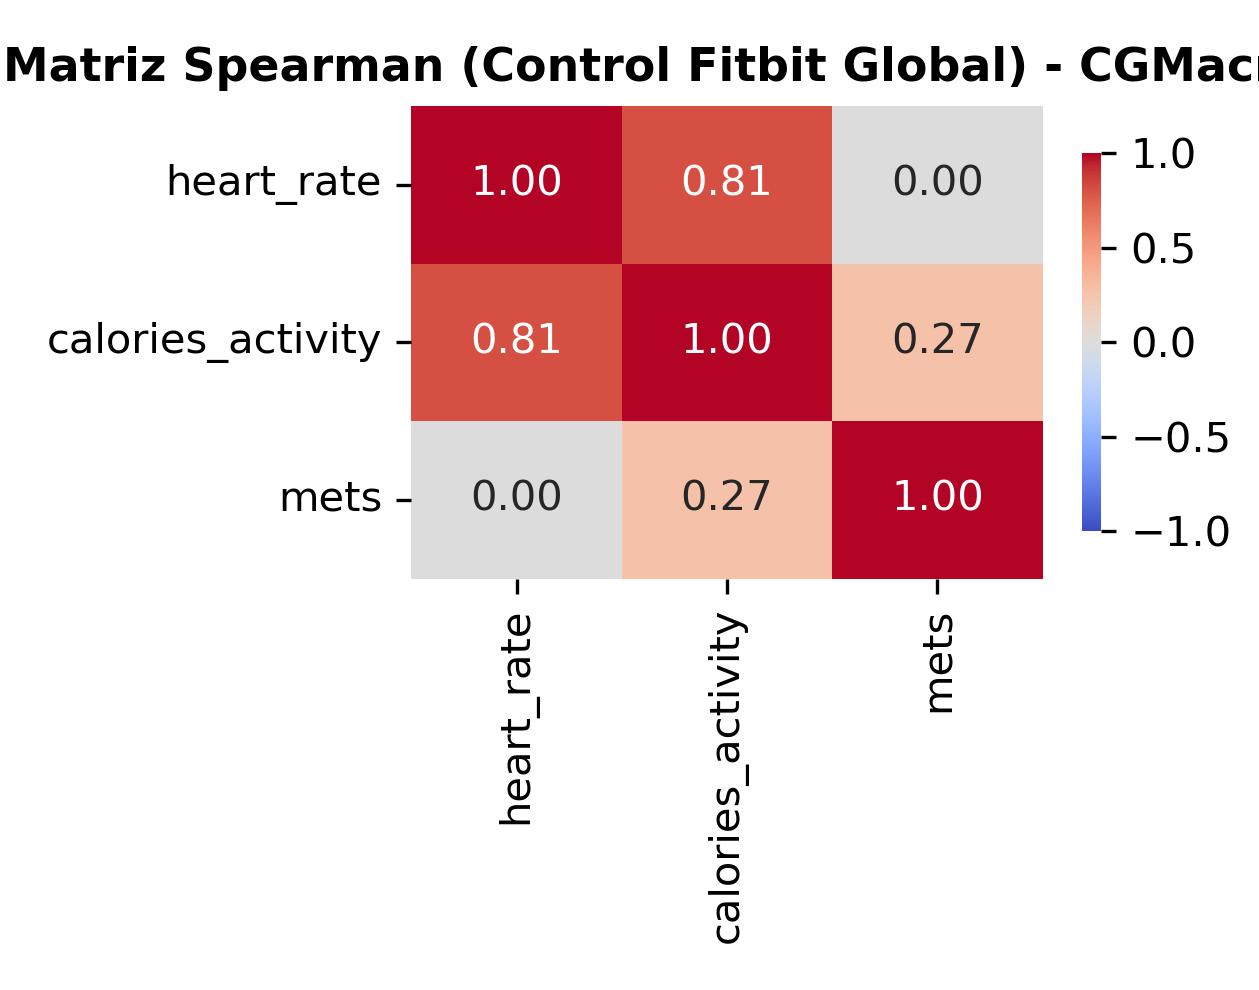 Matriz Spearman (Control Fitbit Global) - CGMacr
heart_rate 1.00 0.81 0.00
calories_activity 0.81 1.00 0.27
mets 0.00 0.27 1.00
heart_rate
calories_activity
mets
1.0
0.5
0.0
−0.5
−1.0